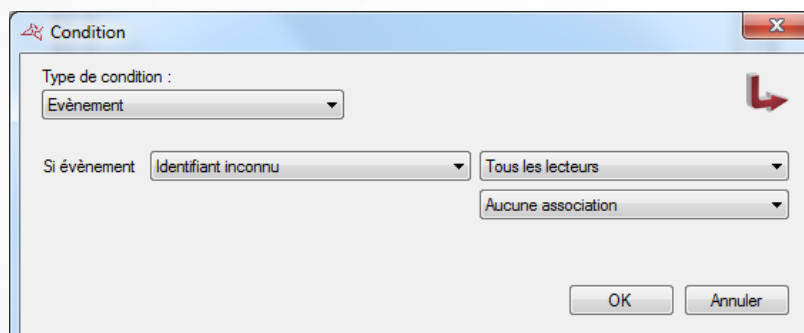 Condition
Type de condition :
Evènement
Si évènement Identifiant inconnu Tous les lecteurs
Aucune association
OK Annuler